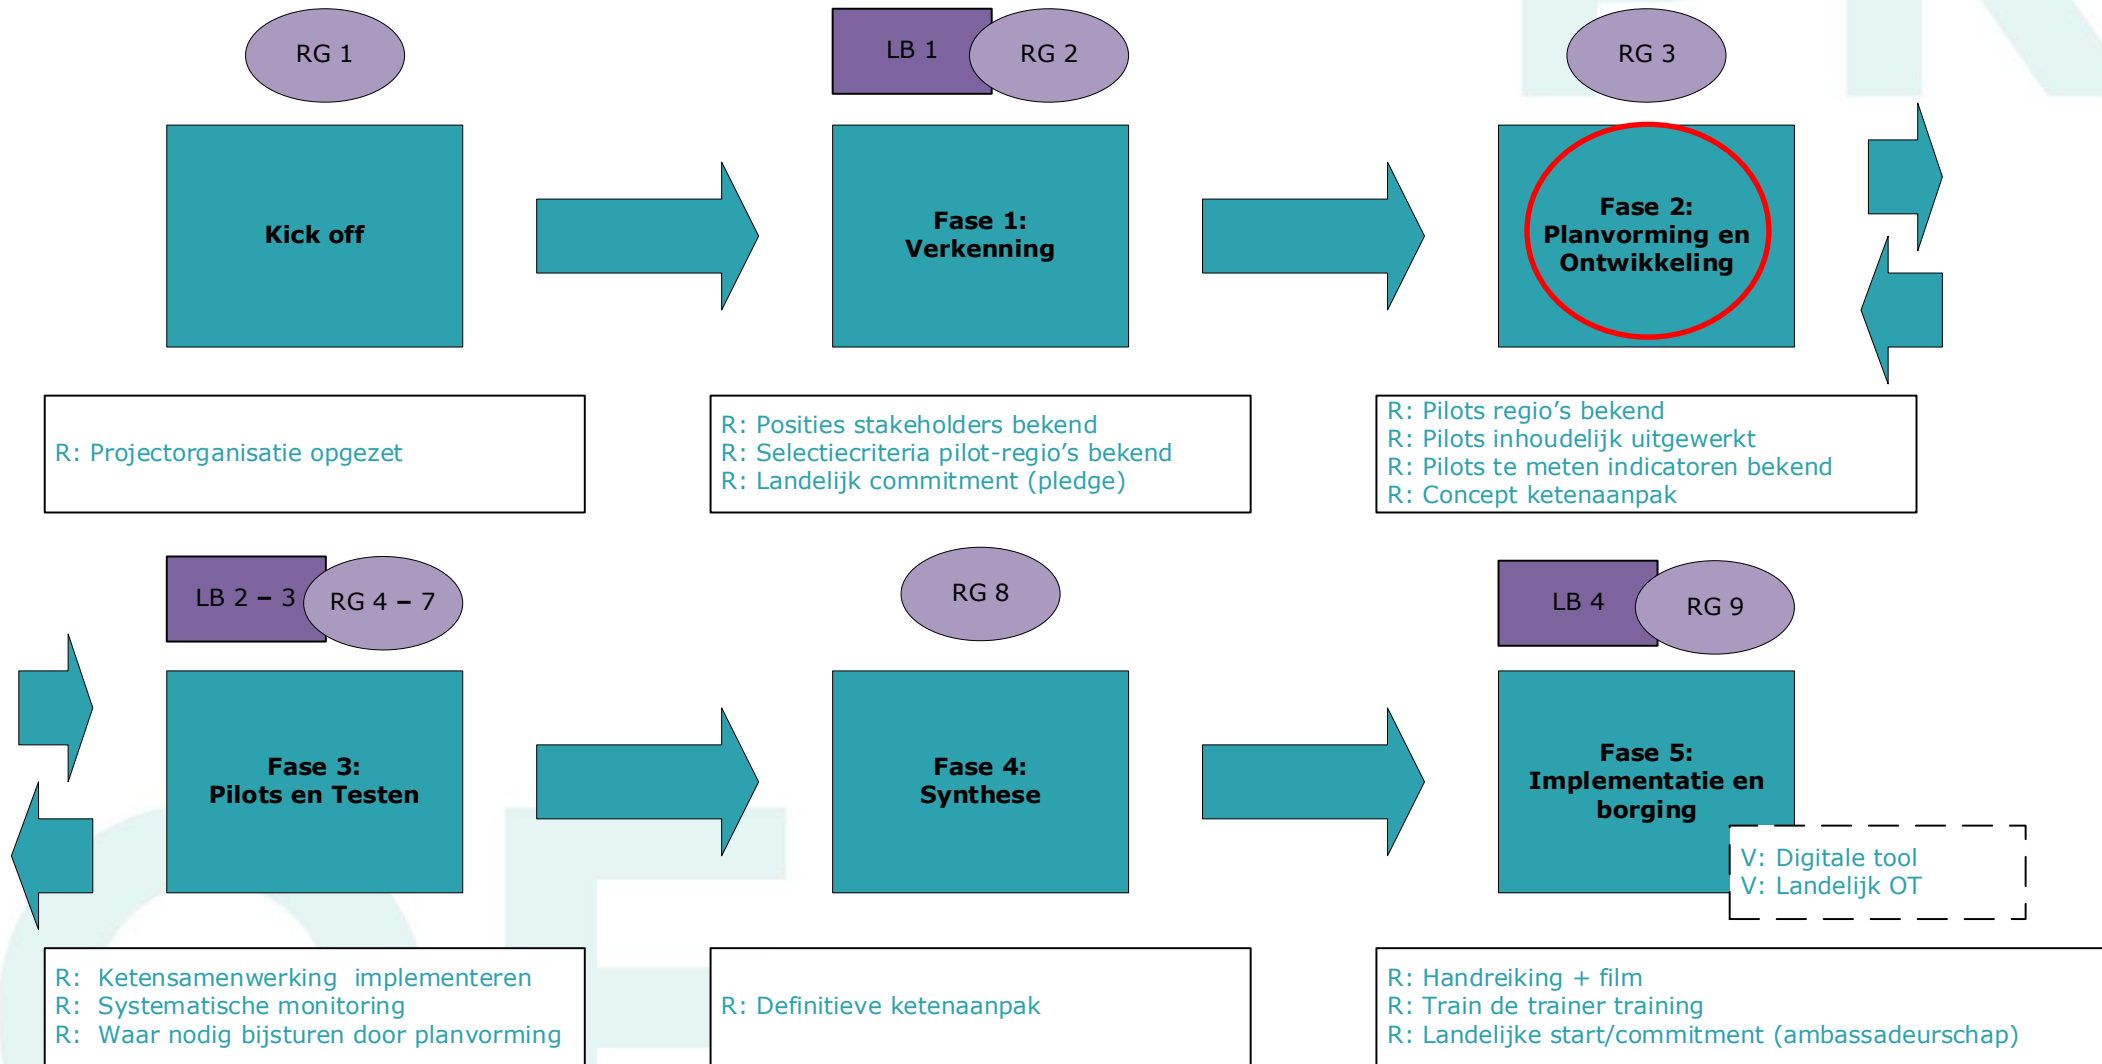 RG 1
LB 1
RG 2
RG 3
Kick off
Fase 1:
Verkenning
Fase 2:
Planvorming en
Ontwikkeling
R: Projectorganisatie opgezet
R: Posities stakeholders bekend
R: Selectiecriteria pilot-regio’s bekend
R: Landelijk commitment (pledge)
R: Pilots regio’s bekend
R: Pilots inhoudelijk uitgewerkt
R: Pilots te meten indicatoren bekend
R: Concept ketenaanpak
LB 2 – 3
RG 4 – 7
RG 8
LB 4
RG 9
Fase 3:
Pilots en Testen
Fase 4:
Synthese
Fase 5:
Implementatie en
borging
V: Digitale tool
V: Landelijk OT
R: Ketensamenwerking implementeren
R: Systematische monitoring
R: Waar nodig bijsturen door planvorming
R: Definitieve ketenaanpak
R: Handreiking + film
R: Train de trainer training
R: Landelijke start/commitment (ambassadeurschap)